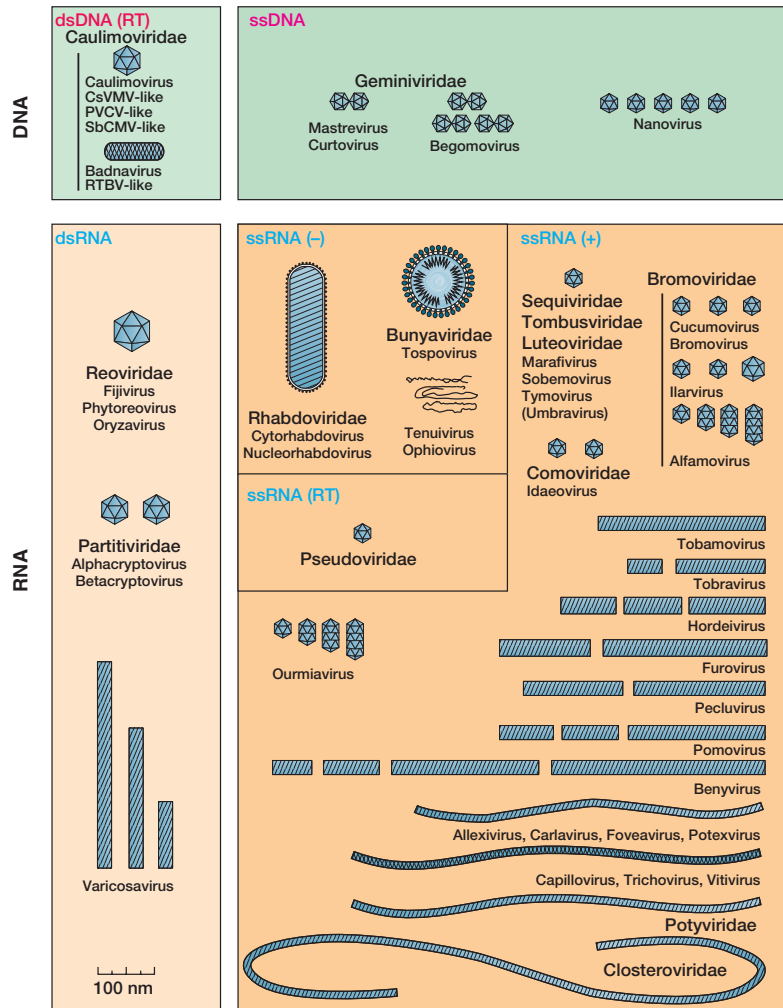 DNA
dsDNA (RT)
Caulimoviridae
Caulimovirus
CsVMV-like
PVCV-like
SbCMV-like
Badnavirus
RTBV-like
ssDNA
Geminiviridae
Mastrevirus
Curtovirus
Begomovirus
Nanovirus
RNA
dsRNA
Reoviridae
Fijivirus
Phytoreovirus
Oryzavirus
Partitiviridae
Alphacryptovirus
Betacryptovirus
Varicosavirus
100 nm
ssRNA (–)
Rhabdoviridae
Cytorhabdovirus
Nucleorhabdovirus
Bunyaviridae
Tospovirus
Tenuivirus
Ophiovirus
ssRNA (RT)
Pseudoviridae
ssRNA (+)
Sequiviridae
Tombusviridae
Luteoviridae
Marafivirus
Sobemovirus
Tymovirus
(Umbravirus)
Comoviridae
Idaeovirus
Bromoviridae
Cucumovirus
Bromovirus
Ilarvirus
Alfamovirus
Tobamovirus
Tobravirus
Hordeivirus
Ourmiavirus
Furovirus
Pecluvirus
Pomovirus
Benyvirus
Allexivirus, Carlavirus, Foveavirus, Potexvirus
Capillovirus, Trichovirus, Vitivirus
Potyviridae
Closteroviridae